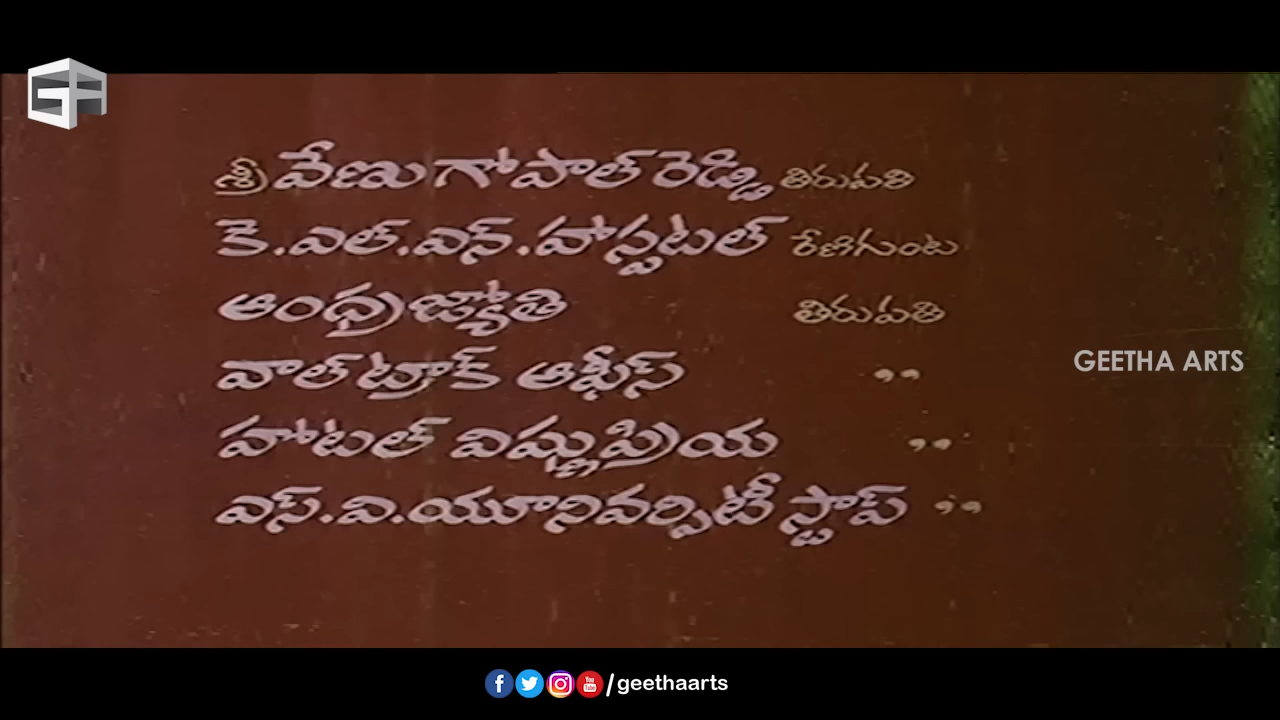 శ్రీ వేణుగోపాల్ రెడ్డి తిరుపతి
కె.ఎల్.ఎన్.హాస్పటల్ రేణిగుంట
ఆంధ్రజ్యోతి తిరుపతి
వాల్ ట్రూక్ ఆఫీస్ ,,
హోటల్ విష్ణుప్రియ ,,
ఎస్.వి.యూనివర్సిటీ స్టాప్ ,,
GEETHA ARTS
/geethaarts